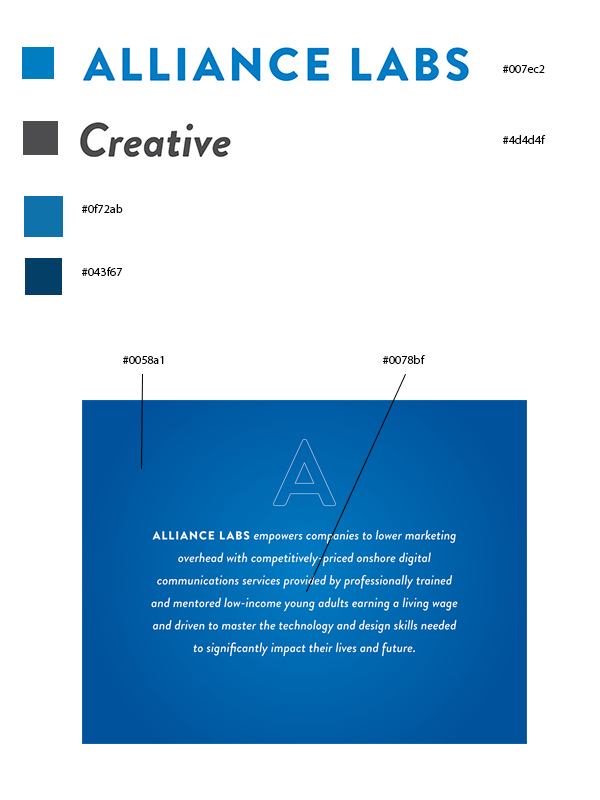 ALLIANCE LABS #007ec2
Creative #4d4d4f
#0f72ab
#043f67
#0058a1 #0078bf
A
ALLIANCE LABS empowers companies to lower marketing
overhead with competitively-priced onshore digital
communications services provided by professionally trained
and mentored low-income young adults earning a living wage
and driven to master the technology and design skills needed
to significantly impact their lives and future.